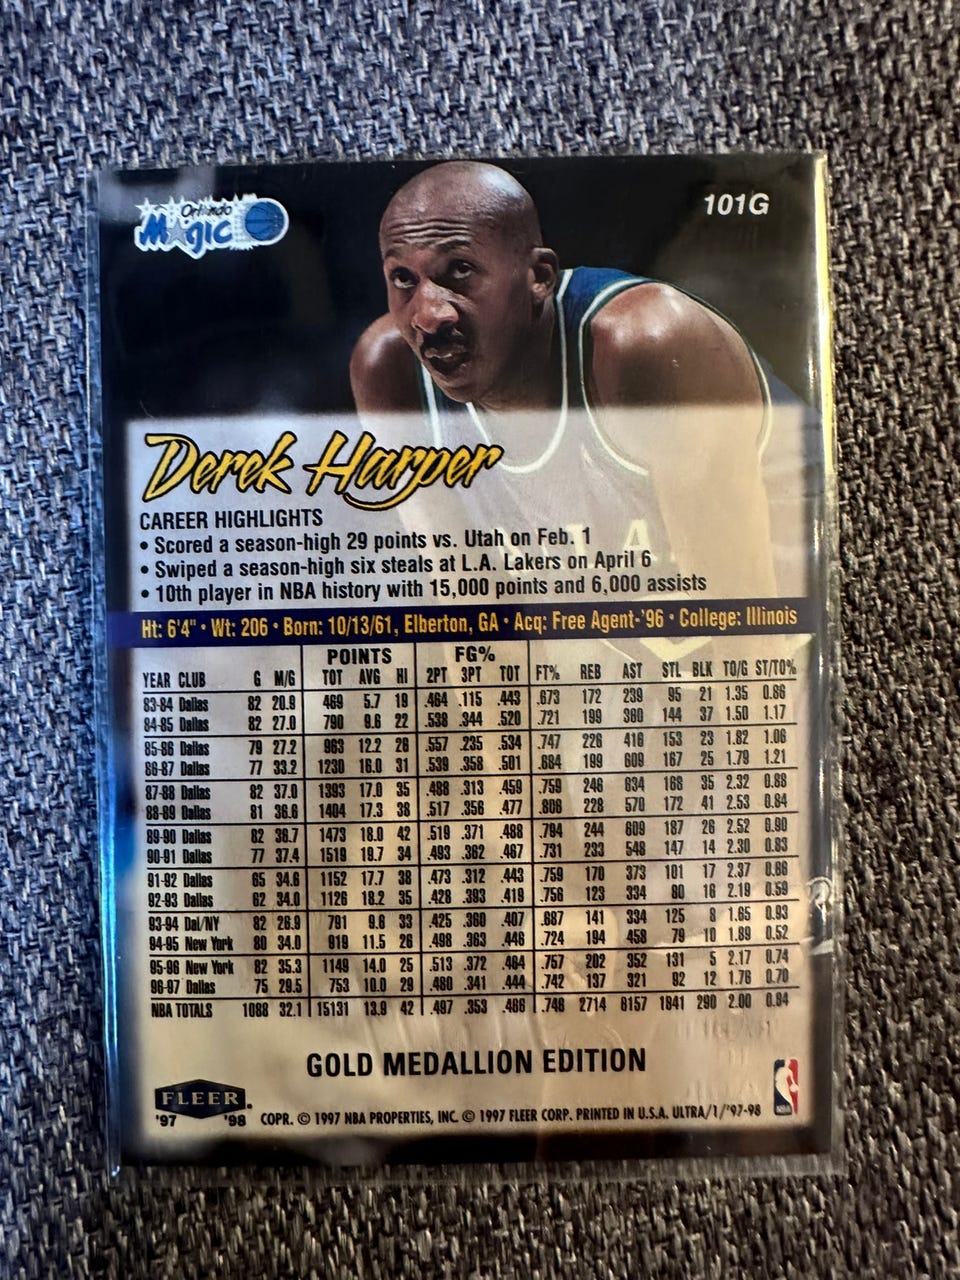 Orlando
Magic
101G
Derek Harper
CAREER HIGHLIGHTS
• Scored a season-high 29 points vs. Utah on Feb. 1
• Swiped a season-high six steals at L.A. Lakers on April 6
• 10th player in NBA history with 15,000 points and 6,000 assists
Ht: 6'4" • Wt: 206 • Born: 10/13/61, Elberton, GA • Acq: Free Agent-'96 • College: Illinois
POINTS FG%
YEAR CLUB G M/G TOT AVG HI 2PT 3PT TOT FT% REB AST STL BLK TO/G ST/TO%
83-84 Dallas 82 20.9 469 5.7 19 .464 .115 .443 .673 172 239 95 21 1.35 0.86
84-85 Dallas 82 27.0 790 9.6 22 .538 .344 .520 .721 199 360 144 37 1.50 1.17
85-86 Dallas 79 27.2 963 12.2 26 .557 .235 .534 .747 226 416 153 23 1.82 1.06
86-87 Dallas 77 33.2 1230 16.0 31 .539 .358 .501 .684 199 609 167 25 1.79 1.21
87-88 Dallas 82 37.0 1393 17.0 35 .488 .313 .459 .759 246 634 168 35 2.32 0.88
88-89 Dallas 81 36.6 1404 17.3 38 .517 .356 .477 .806 228 570 172 41 2.53 0.84
89-90 Dallas 82 36.7 1473 18.0 42 .519 .371 .488 .794 244 609 187 26 2.52 0.90
90-91 Dallas 77 37.4 1519 19.7 34 .493 .362 .467 .731 233 548 147 14 2.30 0.83
91-92 Dallas 65 34.6 1152 17.7 38 .473 .312 .443 .759 170 373 101 17 2.37 0.66
92-93 Dallas 62 34.0 1126 18.2 35 .428 .393 .419 .756 123 334 80 16 2.19 0.59
93-94 Dal/NY 82 26.9 791 9.6 33 .425 .360 .407 .687 141 334 125 8 1.65 0.93
94-95 New York 80 34.0 919 11.5 26 .498 .363 .446 .724 194 458 79 10 1.89 0.52
95-96 New York 82 35.3 1149 14.0 25 .513 .372 .464 .757 202 352 131 5 2.17 0.74
96-97 Dallas 75 29.5 753 10.0 29 .480 .341 .444 .742 137 321 92 12 1.76 0.70
NBA TOTALS 1088 32.1 15131 13.9 42 .497 .353 .466 .748 2714 6157 1841 290 2.00 0.84
GOLD MEDALLION EDITION
FLEER
'97 '98
COPR. © 1997 NBA PROPERTIES, INC. © 1997 FLEER CORP. PRINTED IN U.S.A. ULTRA/1/'97-98
NBA